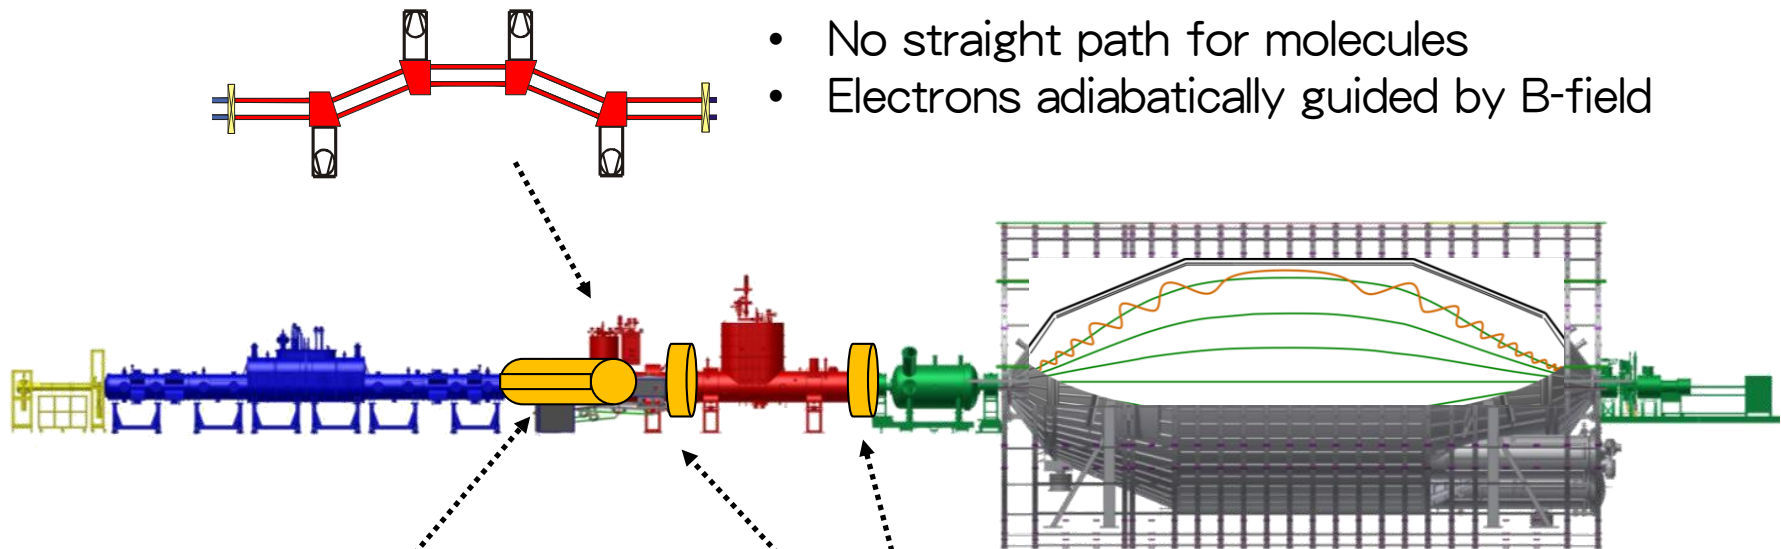 • No straight path for molecules
• Electrons adiabatically guided by B-field